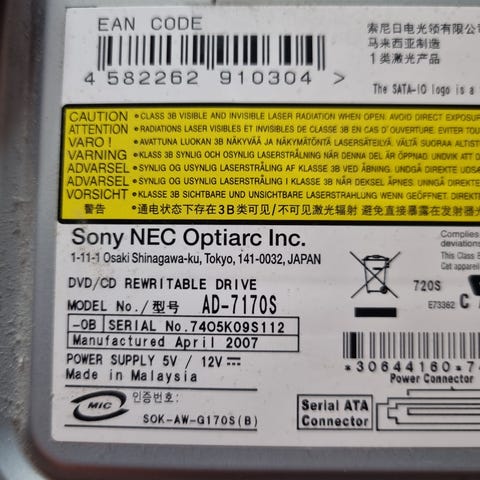 EAN CODE
4 582262 910304 >
索尼日电光领有限公司
马来西亚制造
1类激光产品
The SATA-IO logo is a
CAUTION • CLASS 3B VISIBLE AND INVISIBLE LASER RADIATION WHEN OPEN. AVOID DIRECT EXPOSUR
ATTENTION • RADIATIONS LASER VISIBLES ET INVISIBLES DE CLASSE 3B EN CAS D'OUVERTURE. EVITER TOUT
VARO ! • AVATTUNA LUOKAN 3B NÄKYVÄÄ JA NÄKYMÄTÖNTÄ LASERSÄTEILYÄ. VÄLTÄ SUORAA ALTIST
VARNING • KLASS 3B SYNLIG OCH OSYNLIG LASERSTRÅLNING NÄR DENNA DEL ÄR ÖPPNAD. UNDVIK ATT
ADVARSEL • SYNLIG OG USYNLIG LASERSTRÅLING AF KLASSE 3B VED ÅBNING. UNDGÅ DIREKTE
ADVARSEL • SYNLIG OG USYNLIG LASERSTRÅLING I KLASSE 3B NÅR DEKSEL ÅPNES. UNNGÅ
VORSICHT • KLASSE 3B SICHTBARE UND UNSICHTBARE LASERSTRAHLUNG WENN GEÖFFNET. NICHT DEM
警告 • 通电状态下存在3B类可见/不可见激光辐射 避免直接暴露在发射器光
Sony NEC Optiarc Inc.
1-11-1 Osaki Shinagawa-ku, Tokyo, 141-0032, JAPAN
Complies
deviations
This Class B
Cet appareil
DVD/CD REWRITABLE DRIVE
720S
MODEL No./型号 AD-7170S
E73362
-0B SERIAL No.7405K09S112
Manufactured April 2007
POWER SUPPLY 5V / 12V
Made in Malaysia
*30644160*7
Power Connector
MIC 인증번호:
SOK-AW-G170S(B)
Serial ATA
Connector